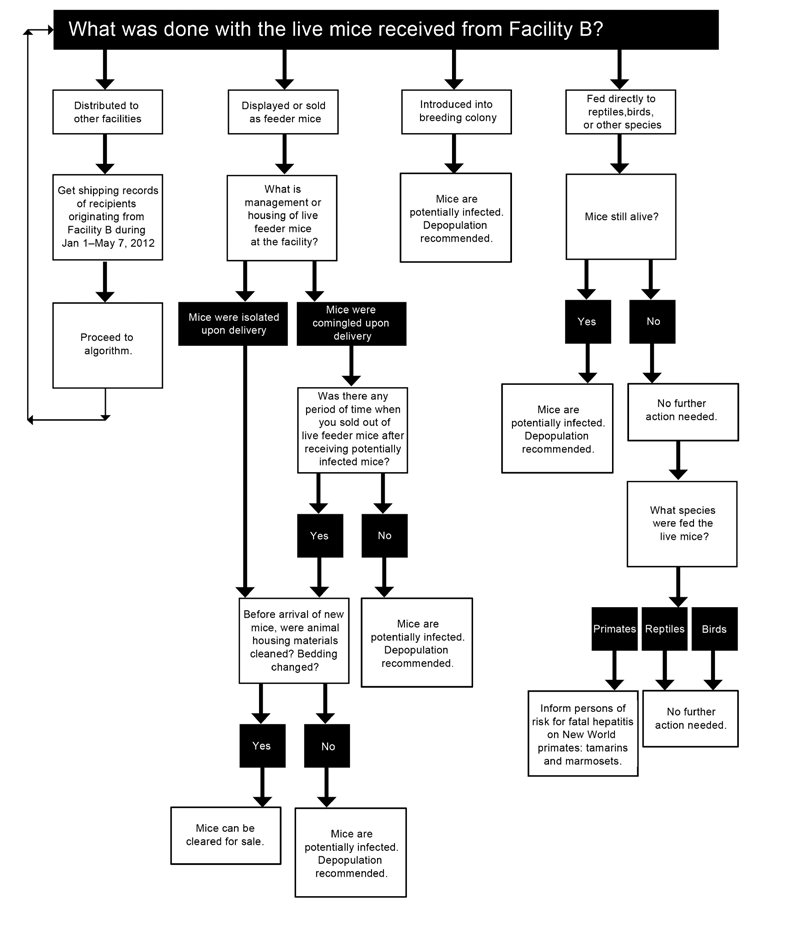 What was done with the live mice received from Facility B?
Distributed to
other facilities
Get shipping records
of recipients
originating from
Facility B during
Jan 1–May 7, 2012
Proceed to
algorithm.
Displayed or sold
as feeder mice
What is
management or
housing of live
feeder mice
at the facility?
Mice were isolated
upon delivery
Mice were
comingled upon
delivery
Was there any
period of time when
you sold out of
live feeder mice after
receiving potentially
infected mice?
Yes
No
Before arrival of new
mice, were animal
housing materials
cleaned? Bedding
changed?
Mice are
potentially infected.
Depopulation
recommended.
Yes
No
Mice can be
cleared for sale.
Mice are
potentially infected.
Depopulation
recommended.
Introduced into
breeding colony
Mice are
potentially infected.
Depopulation
recommended.
Fed directly to
reptiles,birds,
or other species
Mice still alive?
Yes
No
Mice are
potentially infected.
Depopulation
recommended.
No further
action needed.
What species
were fed the
live mice?
Primates
Reptiles
Birds
Inform persons of
risk for fatal hepatitis
on New World
primates: tamarins
and marmosets.
No further
action needed.